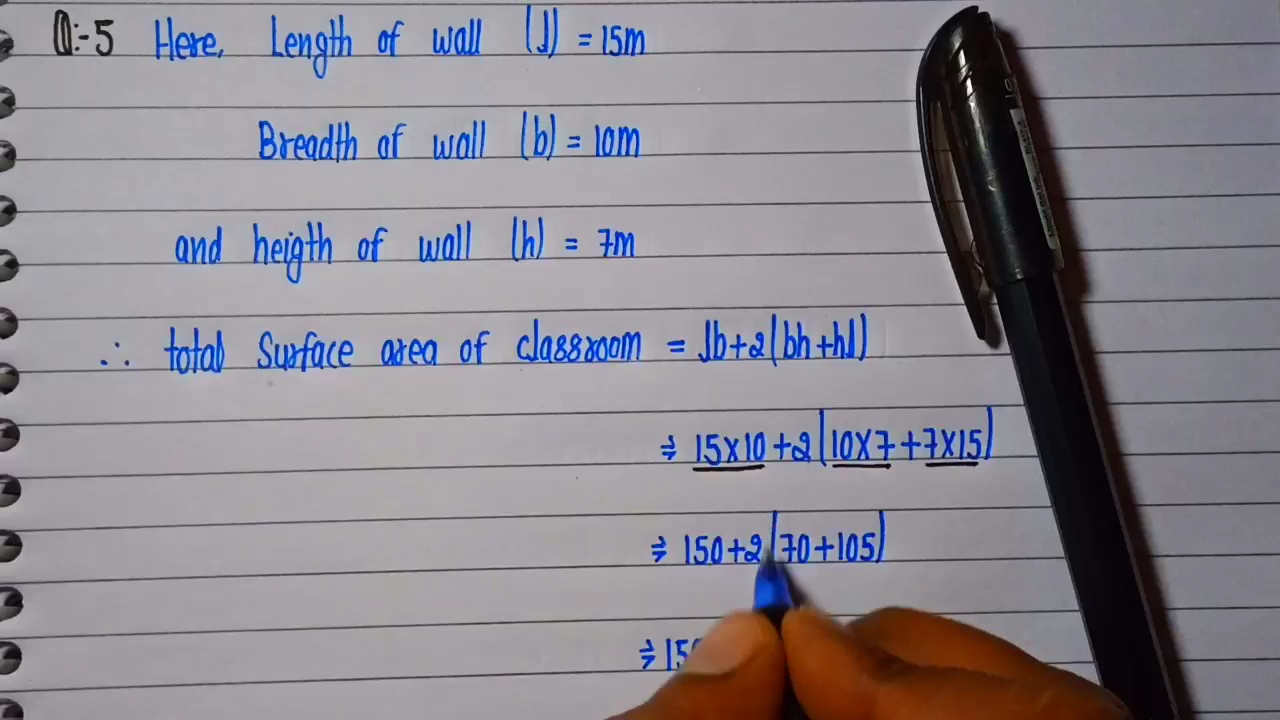 Q:-5 Here, Length of wall (l) = 15m
Breadth of wall (b) = 10m
and heigth of wall (h) = 7m
∴ total Surface area of classroom = lb+2(bh+hl)
⇒ 15×10+2(10×7+7×15)
⇒ 150+2(70+105)
⇒ 15